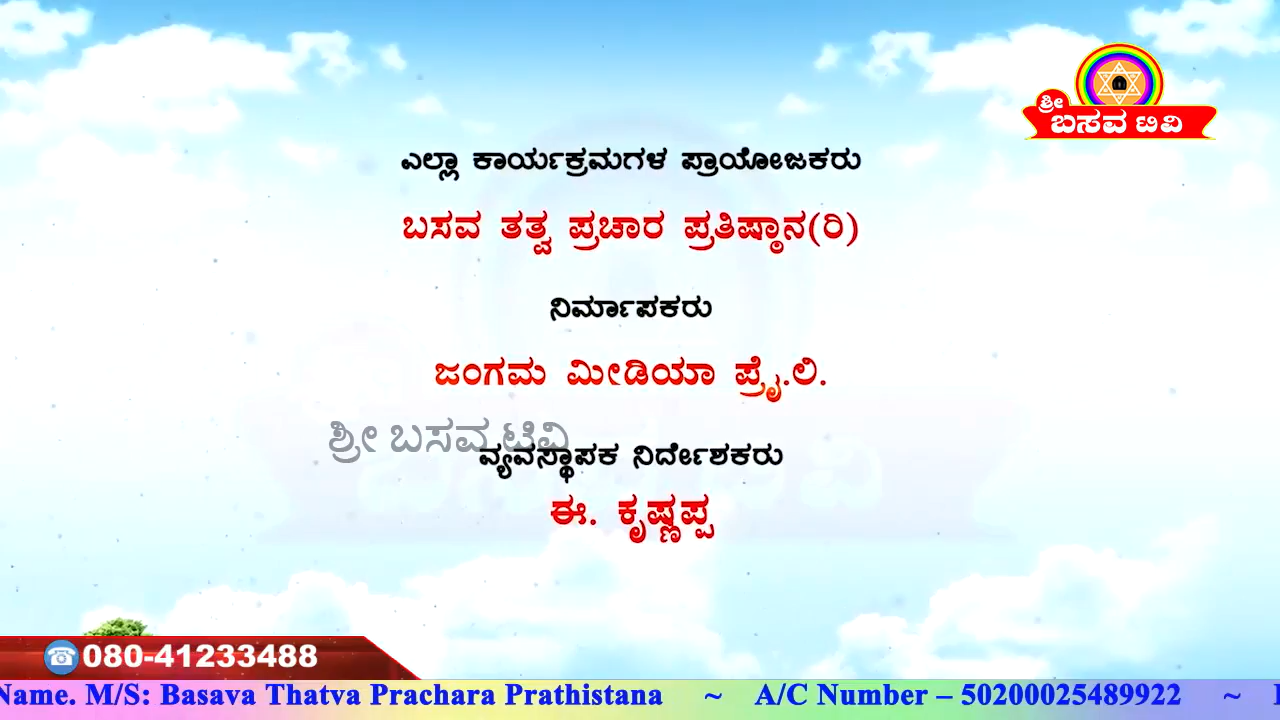 ಶ್ರೀ
ಬಸವ ಟಿವಿ
ಎಲ್ಲಾ ಕಾರ್ಯಕ್ರಮಗಳ ಪ್ರಾಯೋಜಕರು
ಬಸವ ತತ್ವ ಪ್ರಚಾರ ಪ್ರತಿಷ್ಠಾನ(ರಿ)
ನಿರ್ಮಾಪಕರು
ಜಂಗಮ ಮೀಡಿಯಾ ಪ್ರೈ.ಲಿ.
ಶ್ರೀ ಬಸವ ಟಿವಿ
ವ್ಯವಸ್ಥಾಪಕ ನಿರ್ದೇಶಕರು
ಈ. ಕೃಷ್ಣಪ್ಪ
080-41233488
Name. M/S: Basava Thatva Prachara Prathistana ~ A/C Number – 50200025489922 ~